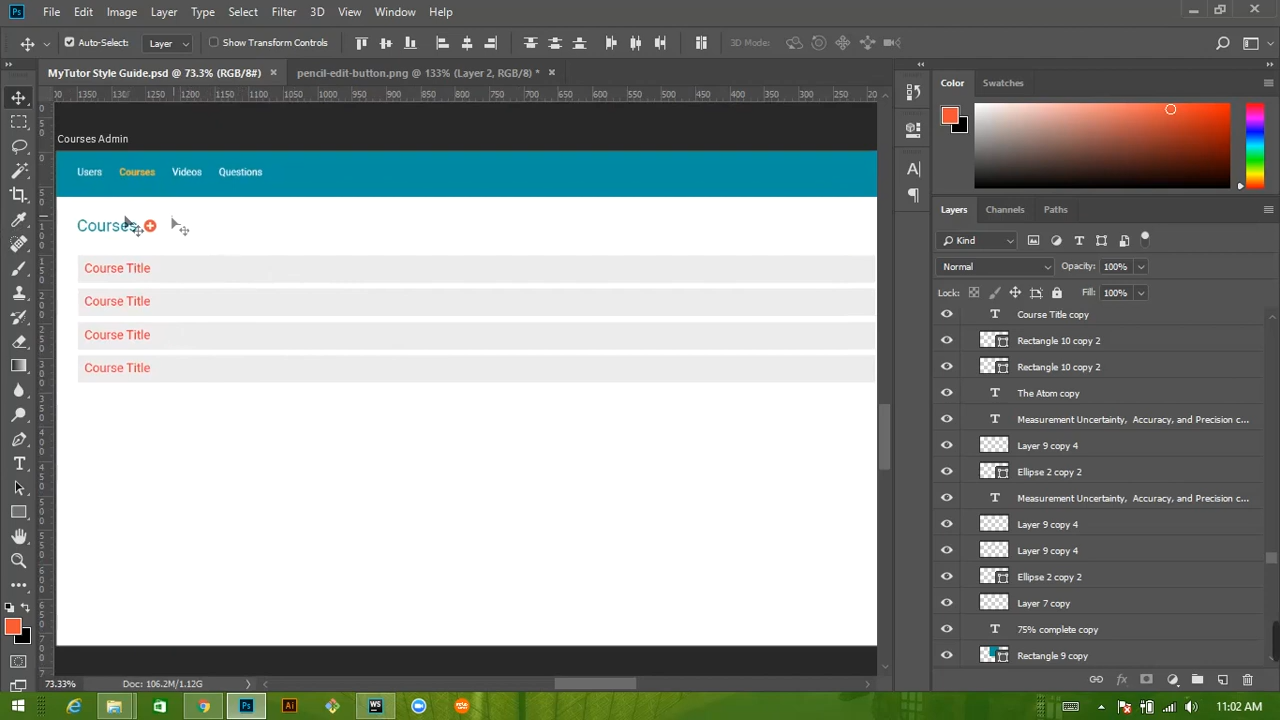 Ps File Edit Image Layer Type Select Filter 3D View Window Help
Auto-Select: Layer Show Transform Controls 3D Mode:
MyTutor Style Guide.psd @ 73.3% (RGB/8#) × pencil-edit-button.png @ 133% (Layer 2, RGB/8) * ×
1350 1300 1250 1200 1150 1100 1050 1000 950 900 850 800 750 700 650 600 550 500 450 400 350 300 250 200
Color Swatches
Courses Admin
Users Courses Videos Questions
Courses
Course Title
Course Title
Course Title
Course Title
Layers Channels Paths
Kind
Normal Opacity: 100%
Lock: Fill: 100%
Course Title copy
Rectangle 10 copy 2
Rectangle 10 copy 2
The Atom copy
Measurement Uncertainty, Accuracy, and Precision c...
Layer 9 copy 4
Ellipse 2 copy 2
Measurement Uncertainty, Accuracy, and Precision c...
Layer 9 copy 4
Layer 9 copy 4
Ellipse 2 copy 2
Layer 7 copy
75% complete copy
Rectangle 9 copy
73.33% Doc: 106.2M/1.12G
11:02 AM